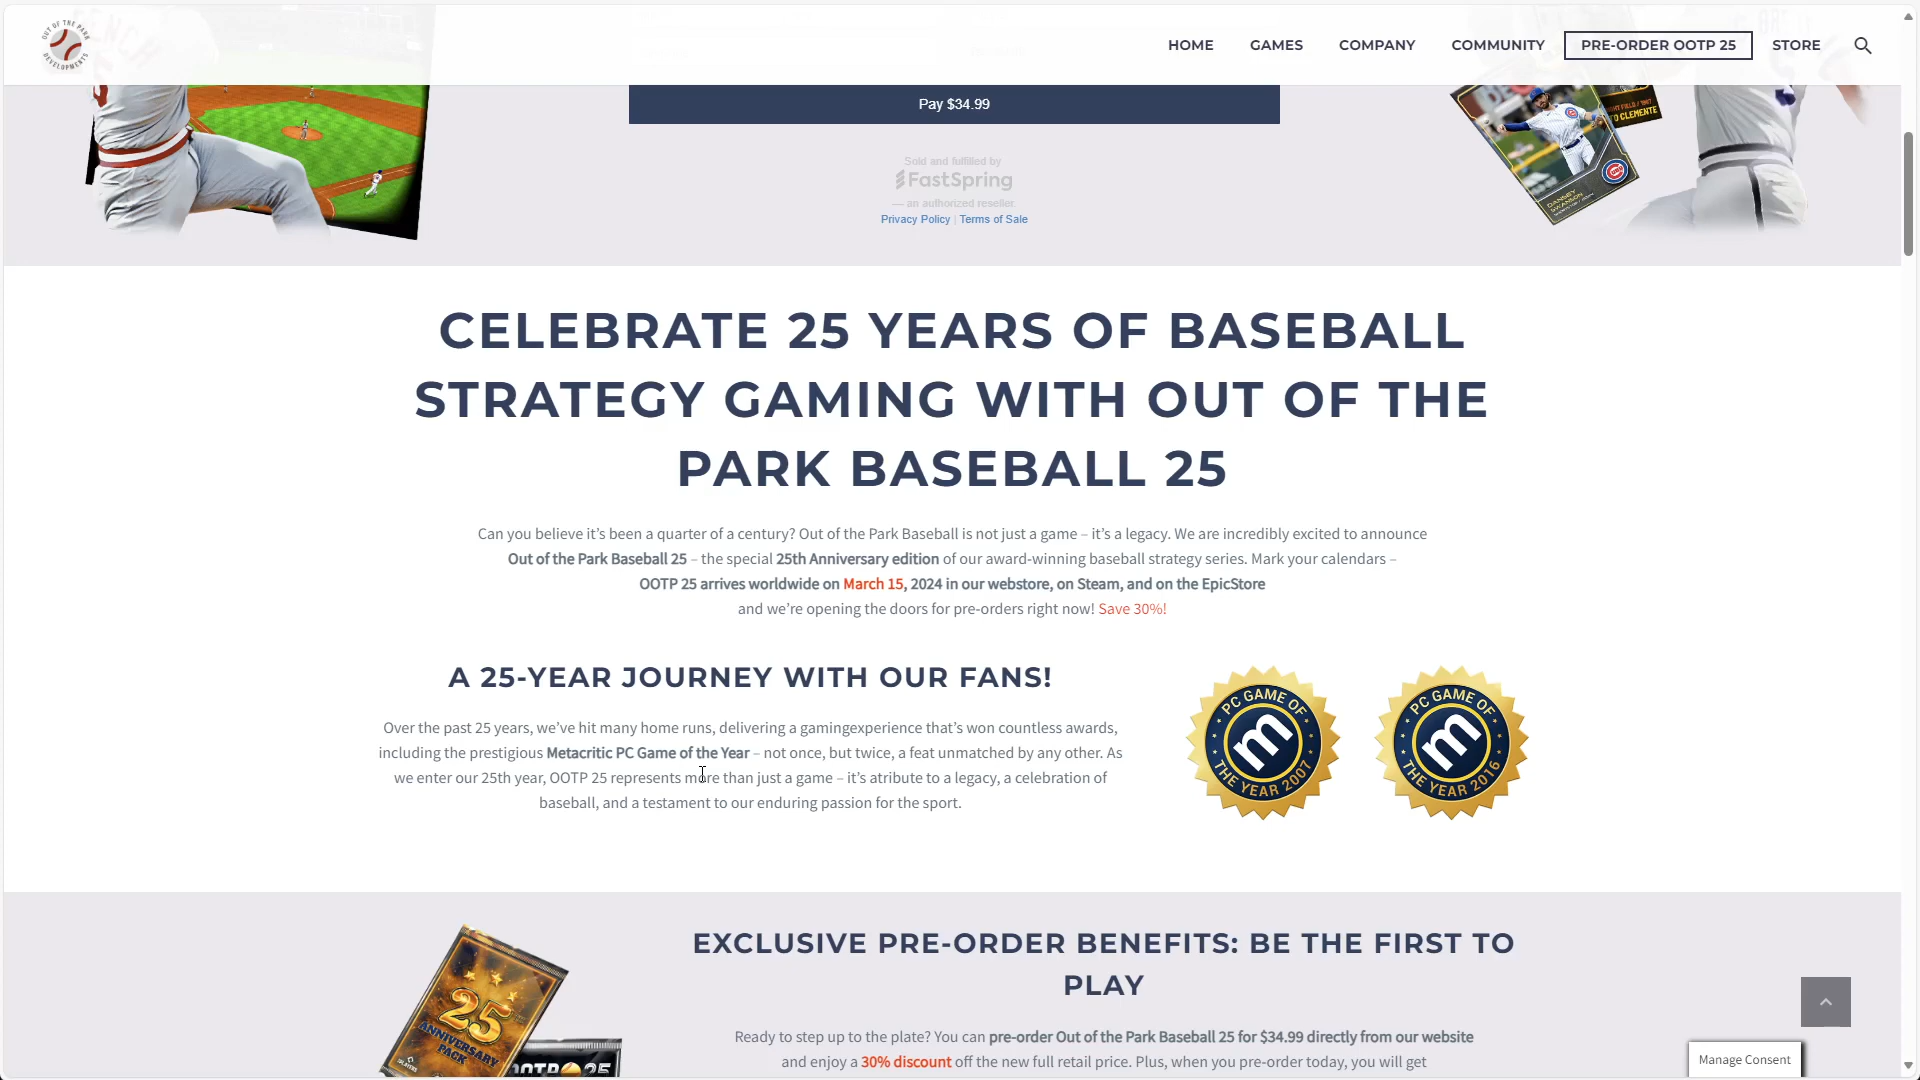 OUT OF THE PARK
DEVELOPMENTS
HOME
GAMES
COMPANY
COMMUNITY
PRE-ORDER OOTP 25
STORE
Pay $34.99
Sold and fulfilled by
FastSpring
— an authorized reseller
Privacy Policy | Terms of Sale
DANSBY
SWANSON
CELEBRATE 25 YEARS OF BASEBALL
STRATEGY GAMING WITH OUT OF THE
PARK BASEBALL 25
Can you believe it’s been a quarter of a century? Out of the Park Baseball is not just a game – it’s a legacy. We are incredibly excited to announce
Out of the Park Baseball 25 – the special 25th Anniversary edition of our award-winning baseball strategy series. Mark your calendars –
OOTP 25 arrives worldwide on March 15, 2024 in our webstore, on Steam, and on the EpicStore
and we’re opening the doors for pre-orders right now! Save 30%!
A 25-YEAR JOURNEY WITH OUR FANS!
Over the past 25 years, we’ve hit many home runs, delivering a gamingexperience that’s won countless awards,
including the prestigious Metacritic PC Game of the Year – not once, but twice, a feat unmatched by any other. As
we enter our 25th year, OOTP 25 represents more than just a game – it’s atribute to a legacy, a celebration of
baseball, and a testament to our enduring passion for the sport.
PC GAME OF
m
THE YEAR 2007
PC GAME OF
m
THE YEAR 2016
25
ANNIVERSARY
PACK
OOTP 25
EXCLUSIVE PRE-ORDER BENEFITS: BE THE FIRST TO
PLAY
Ready to step up to the plate? You can pre-order Out of the Park Baseball 25 for $34.99 directly from our website
and enjoy a 30% discount off the new full retail price. Plus, when you pre-order today, you will get
Manage Consent